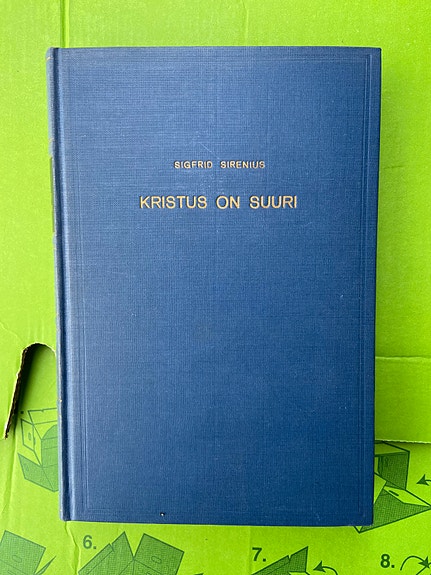 SIGFRID SIRENIUS
KRISTUS ON SUURI
6.
7.
8.